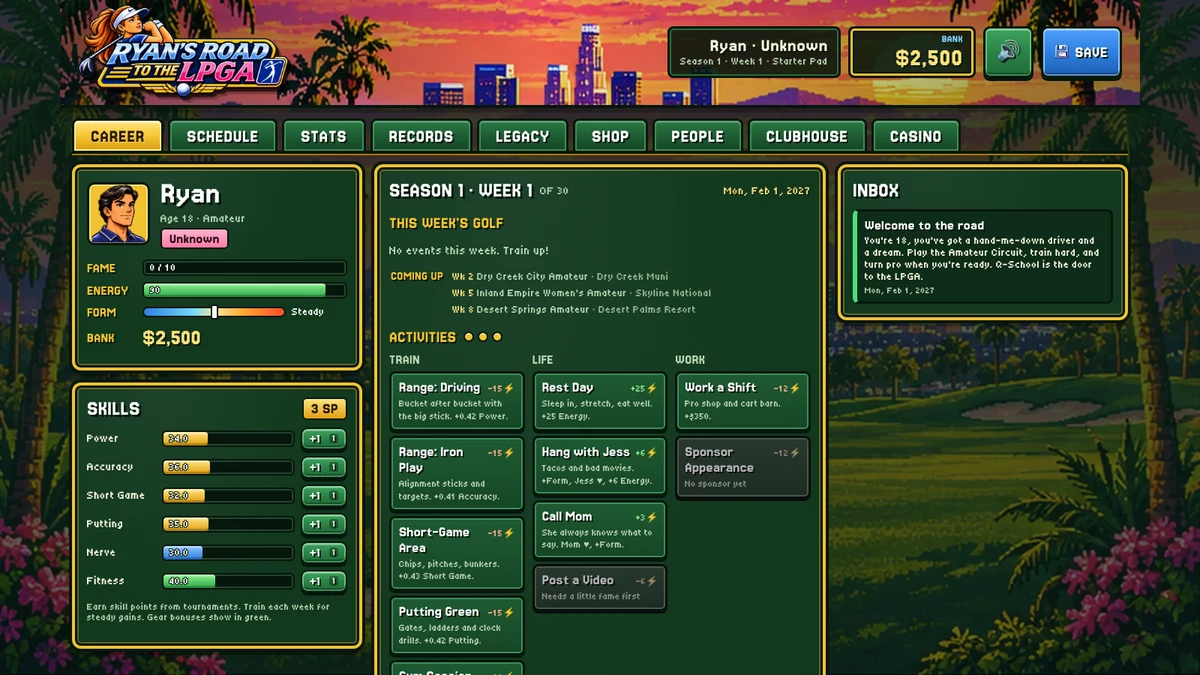 RYAN'S ROAD
TO THE LPGA
Ryan · Unknown
Season 1 · Week 1 · Starter Pad
BANK
$2,500
SAVE
CAREER
SCHEDULE
STATS
RECORDS
LEGACY
SHOP
PEOPLE
CLUBHOUSE
CASINO
Ryan
Age 18 · Amateur
Unknown
FAME 0 / 10
ENERGY 90
FORM Steady
BANK $2,500
SKILLS 3 SP
Power 34.0 +1 1
Accuracy 36.0 +1 1
Short Game 32.0 +1 1
Putting 35.0 +1 1
Nerve 30.0 +1 1
Fitness 40.0 +1 1
Earn skill points from tournaments. Train each week for
steady gains. Gear bonuses show in green.
SEASON 1 · WEEK 1 OF 30
Mon, Feb 1, 2027
THIS WEEK'S GOLF
No events this week. Train up!
COMING UP Wk 2 Dry Creek City Amateur · Dry Creek Muni
Wk 5 Inland Empire Women's Amateur · Skyline National
Wk 8 Desert Springs Amateur · Desert Palms Resort
ACTIVITIES
TRAIN
Range: Driving -15
Bucket after bucket with
the big stick. +0.42 Power.
Range: Iron -15
Play
Alignment sticks and
targets. +0.41 Accuracy.
Short-Game -15
Area
Chips, pitches, bunkers.
+0.43 Short Game.
Putting Green -15
Gates, ladders and clock
drills. +0.42 Putting.
LIFE
Rest Day +25
Sleep in, stretch, eat well.
+25 Energy.
Hang with Jess +6
Tacos and bad movies.
+Form, Jess ♥, +6 Energy.
Call Mom +3
She always knows what to
say. Mom ♥, +Form.
Post a Video -6
Needs a little fame first
WORK
Work a Shift -12
Pro shop and cart barn.
+$350.
Sponsor -12
Appearance
No sponsor yet
INBOX
Welcome to the road
You're 18, you've got a hand-me-down driver and
a dream. Play the Amateur Circuit, train hard, and
turn pro when you're ready. Q-School is the door
to the LPGA.
Mon, Feb 1, 2027